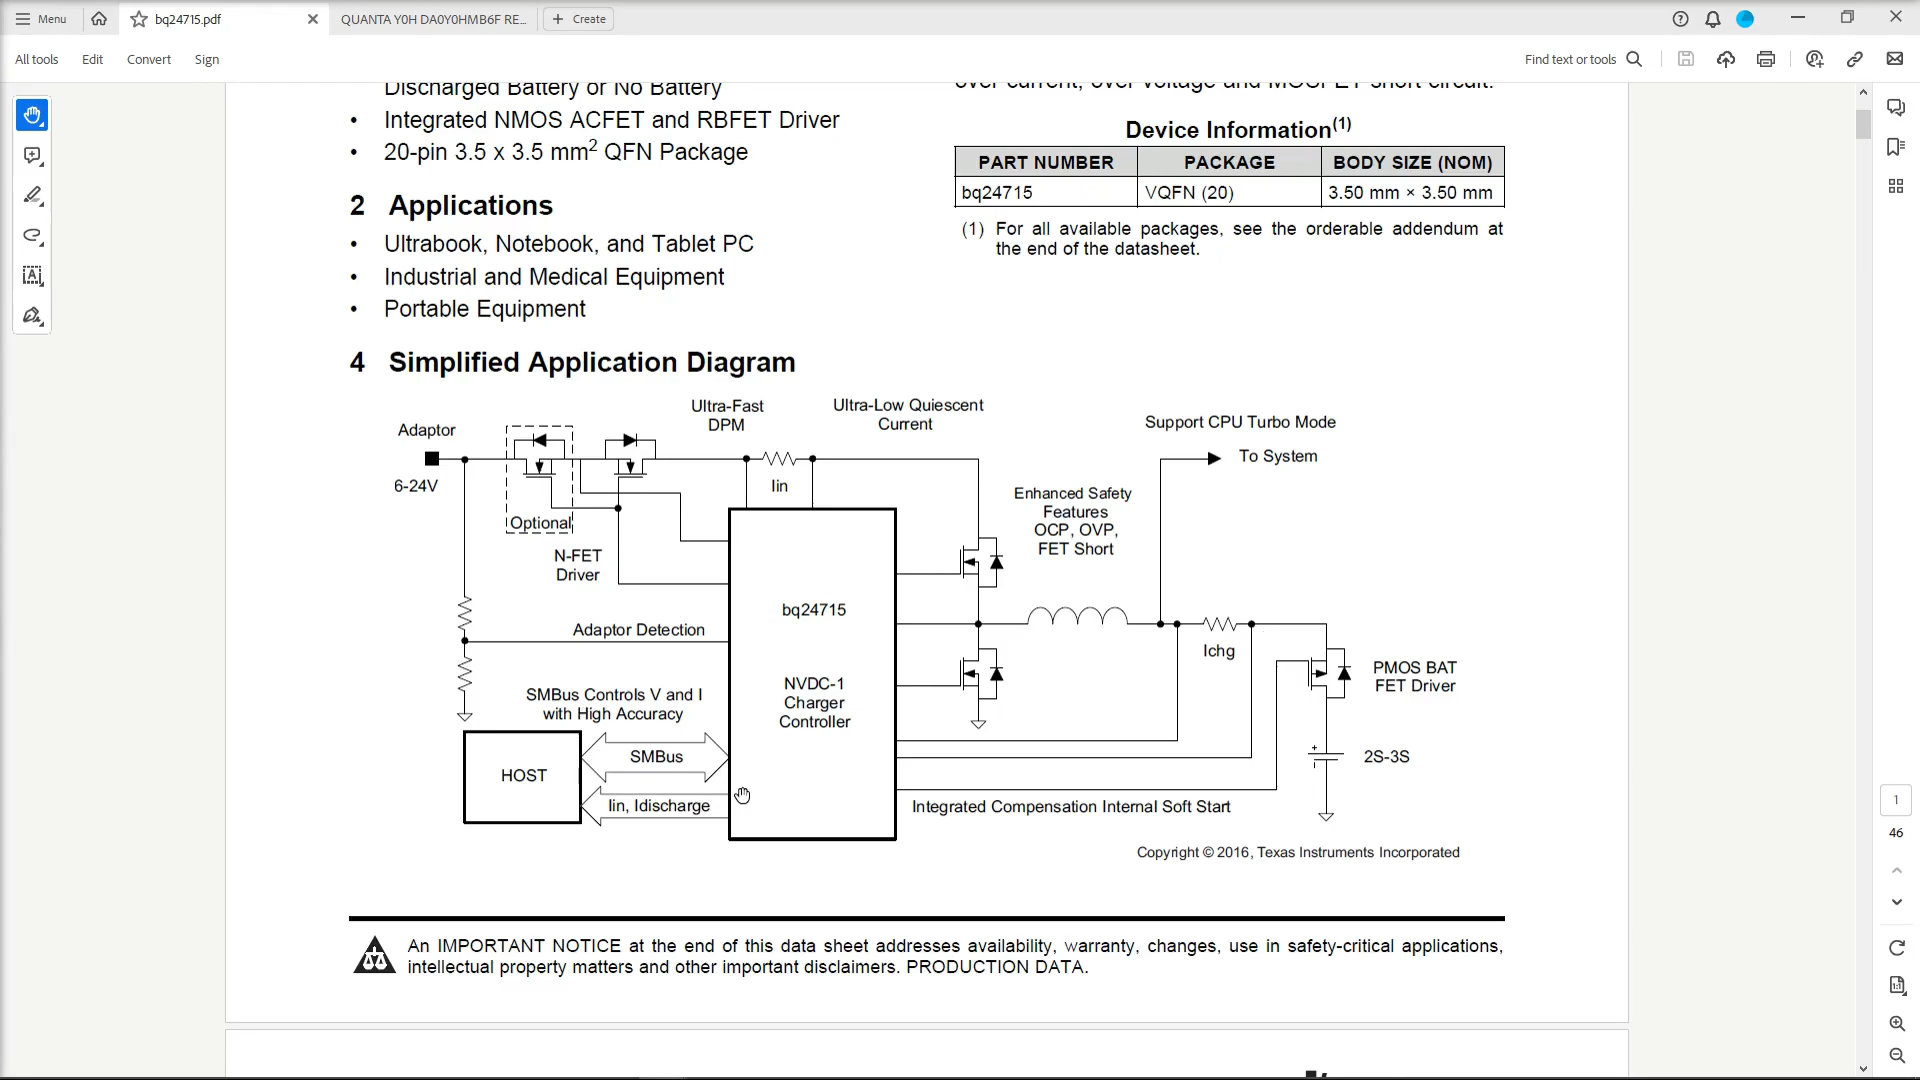 Menu
bq24715.pdf
QUANTA Y0H DA0Y0HMB6F RE...
Create
All tools
Edit
Convert
Sign
Find text or tools
Discharged Battery or No Battery
• Integrated NMOS ACFET and RBFET Driver
• 20-pin 3.5 x 3.5 mm2 QFN Package
2 Applications
• Ultrabook, Notebook, and Tablet PC
• Industrial and Medical Equipment
• Portable Equipment
over current, over voltage and MOSFET short circuit.
Device Information(1)
PART NUMBER PACKAGE BODY SIZE (NOM)
bq24715 VQFN (20) 3.50 mm × 3.50 mm
(1) For all available packages, see the orderable addendum at
the end of the datasheet.
4 Simplified Application Diagram
Adaptor
6-24V
Optional
N-FET
Driver
Ultra-Fast
DPM
Iin
Ultra-Low Quiescent
Current
Support CPU Turbo Mode
To System
Enhanced Safety
Features
OCP, OVP,
FET Short
bq24715
NVDC-1
Charger
Controller
Adaptor Detection
SMBus Controls V and I
with High Accuracy
HOST
SMBus
Iin, Idischarge
Ichg
PMOS BAT
FET Driver
+
2S-3S
Integrated Compensation Internal Soft Start
Copyright © 2016, Texas Instruments Incorporated
An IMPORTANT NOTICE at the end of this data sheet addresses availability, warranty, changes, use in safety-critical applications,
intellectual property matters and other important disclaimers. PRODUCTION DATA.
1
46